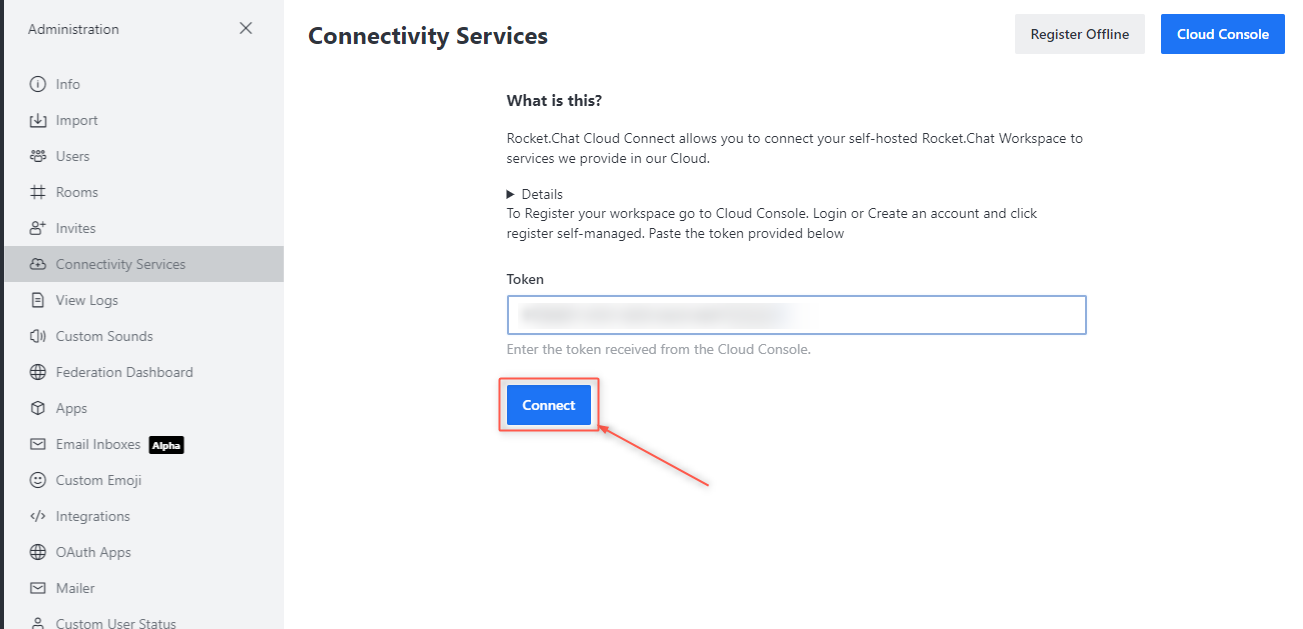 Administration
Info
Import
Users
Rooms
Invites
Connectivity Services
View Logs
Custom Sounds
Federation Dashboard
Apps
Email Inboxes Alpha
Custom Emoji
Integrations
OAuth Apps
Mailer
Custom User Status
Connectivity Services
Register Offline
Cloud Console
What is this?
Rocket.Chat Cloud Connect allows you to connect your self-hosted Rocket.Chat Workspace to
services we provide in our Cloud.
Details
To Register your workspace go to Cloud Console. Login or Create an account and click
register self-managed. Paste the token provided below
Token
Enter the token received from the Cloud Console.
Connect